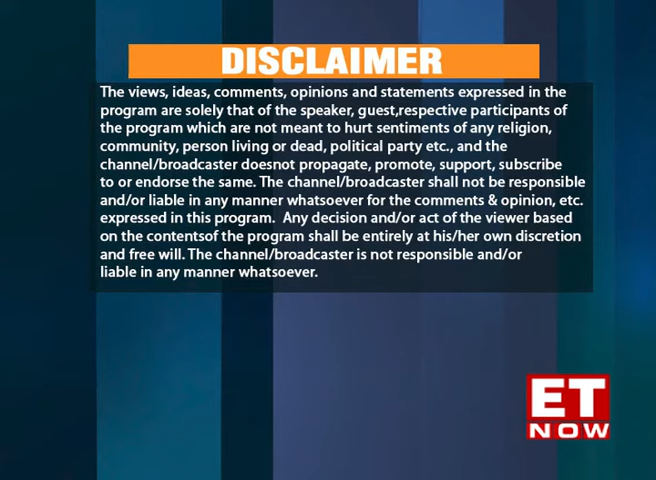 DISCLAIMER
The views, ideas, comments, opinions and statements expressed in the
program are solely that of the speaker, guest,respective participants of
the program which are not meant to hurt sentiments of any religion,
community, person living or dead, political party etc., and the
channel/broadcaster doesnot propagate, promote, support, subscribe
to or endorse the same. The channel/broadcaster shall not be responsible
and/or liable in any manner whatsoever for the comments & opinion, etc.
expressed in this program. Any decision and/or act of the viewer based
on the contentsof the program shall be entirely at his/her own discretion
and free will. The channel/broadcaster is not responsible and/or
liable in any manner whatsoever.
ET
NOW